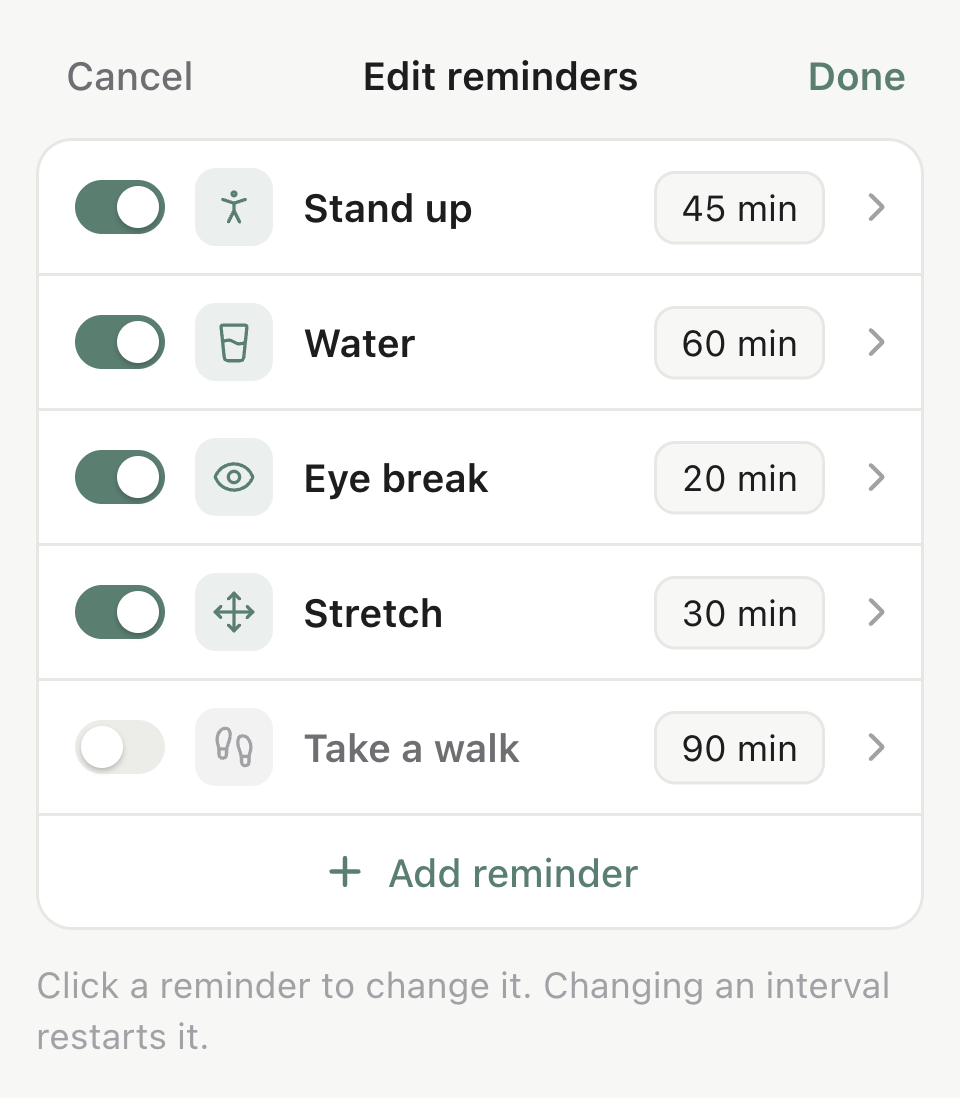 Cancel Edit reminders Done
Stand up 45 min
Water 60 min
Eye break 20 min
Stretch 30 min
Take a walk 90 min
Add reminder
Click a reminder to change it. Changing an interval
restarts it.